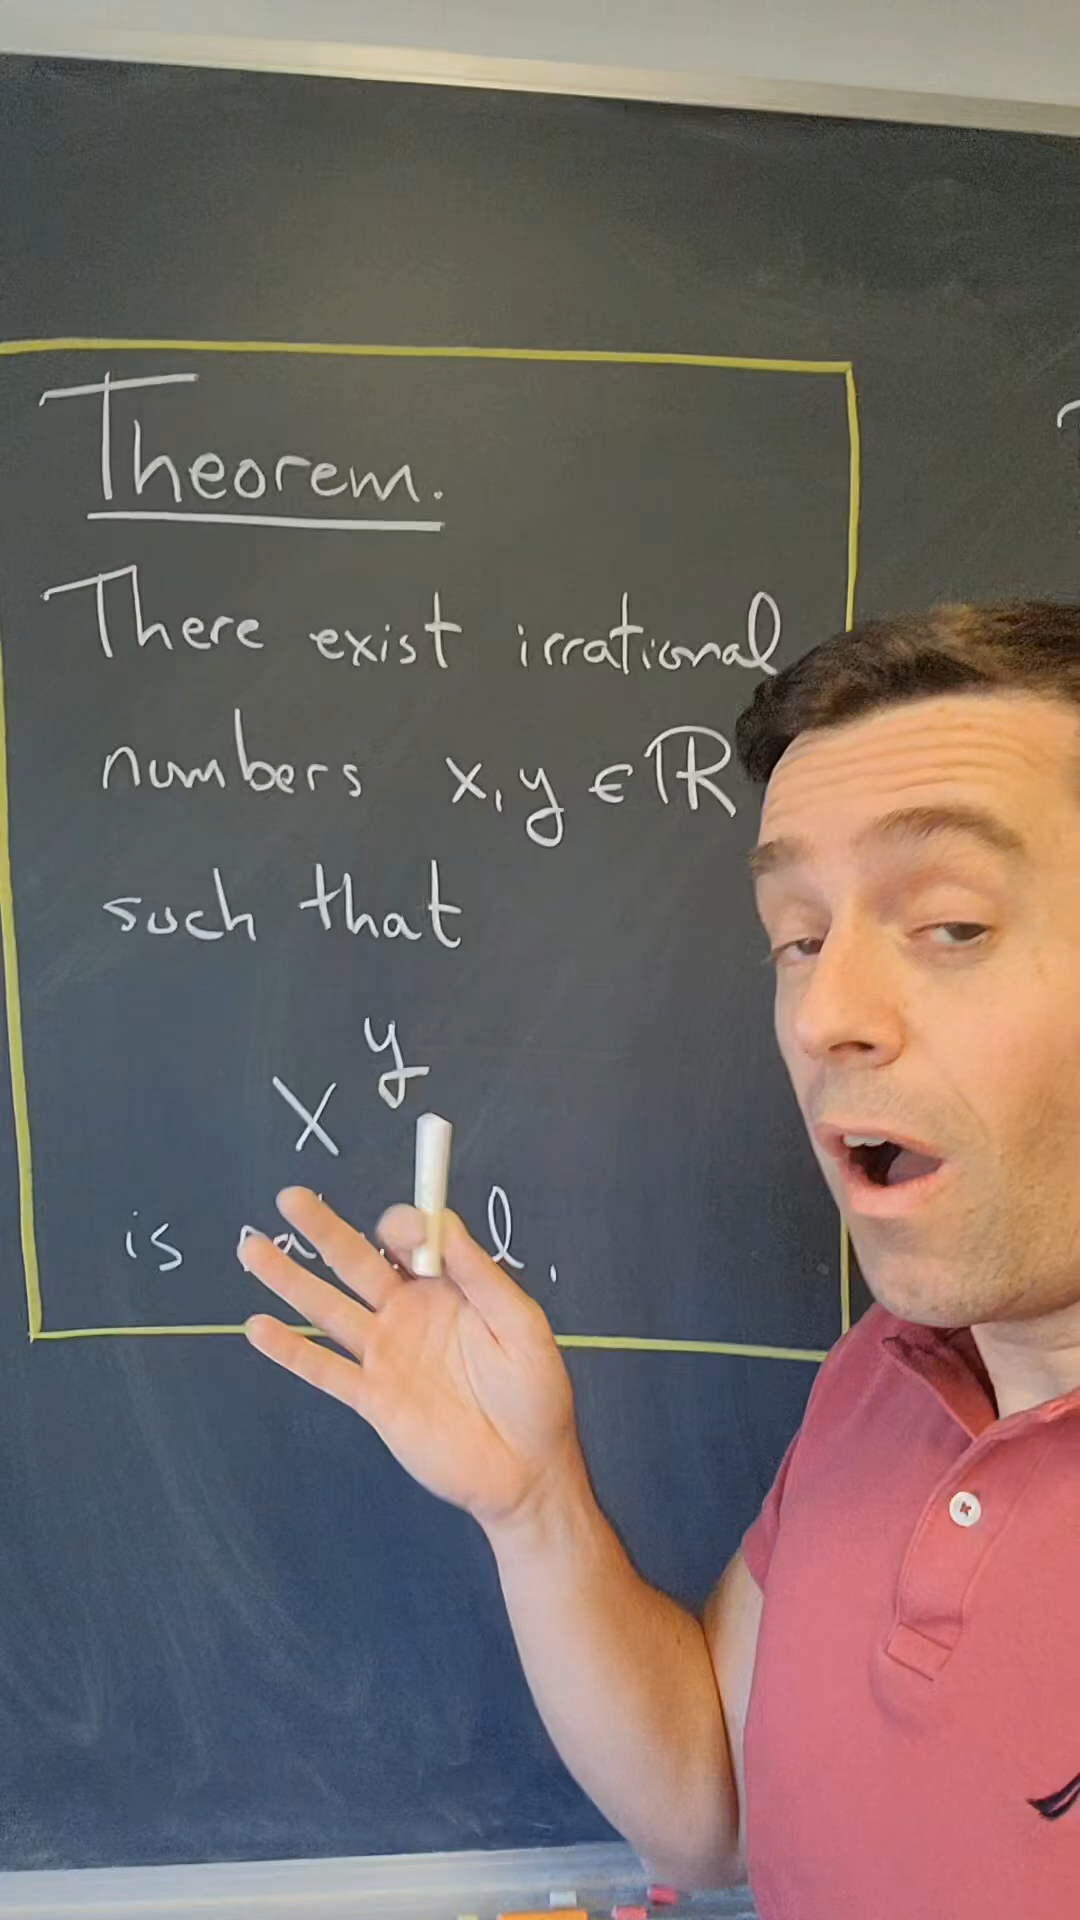 Theorem.
There exist irrational
numbers x, y ∈ ℝ
such that
x^y
is